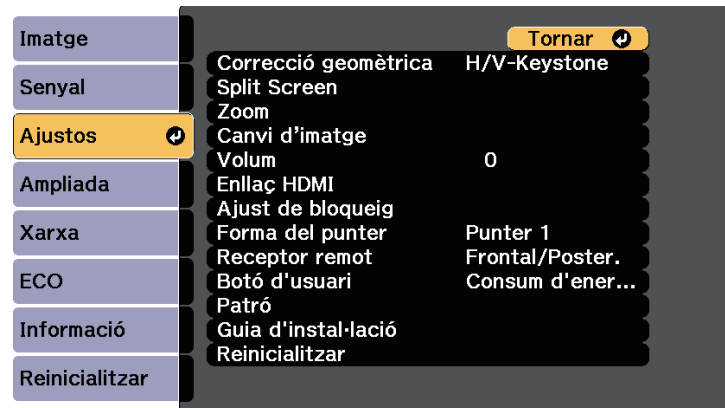 Imatge
Senyal
Ajustos
Ampliada
Xarxa
ECO
Informació
Reinicialitzar
Tornar
Correcció geomètrica H/V-Keystone
Split Screen
Zoom
Canvi d'imatge
Volum 0
Enllaç HDMI
Ajust de bloqueig
Forma del punter Punter 1
Receptor remot Frontal/Poster.
Botó d'usuari Consum d'ener...
Patró
Guia d'instal·lació
Reinicialitzar